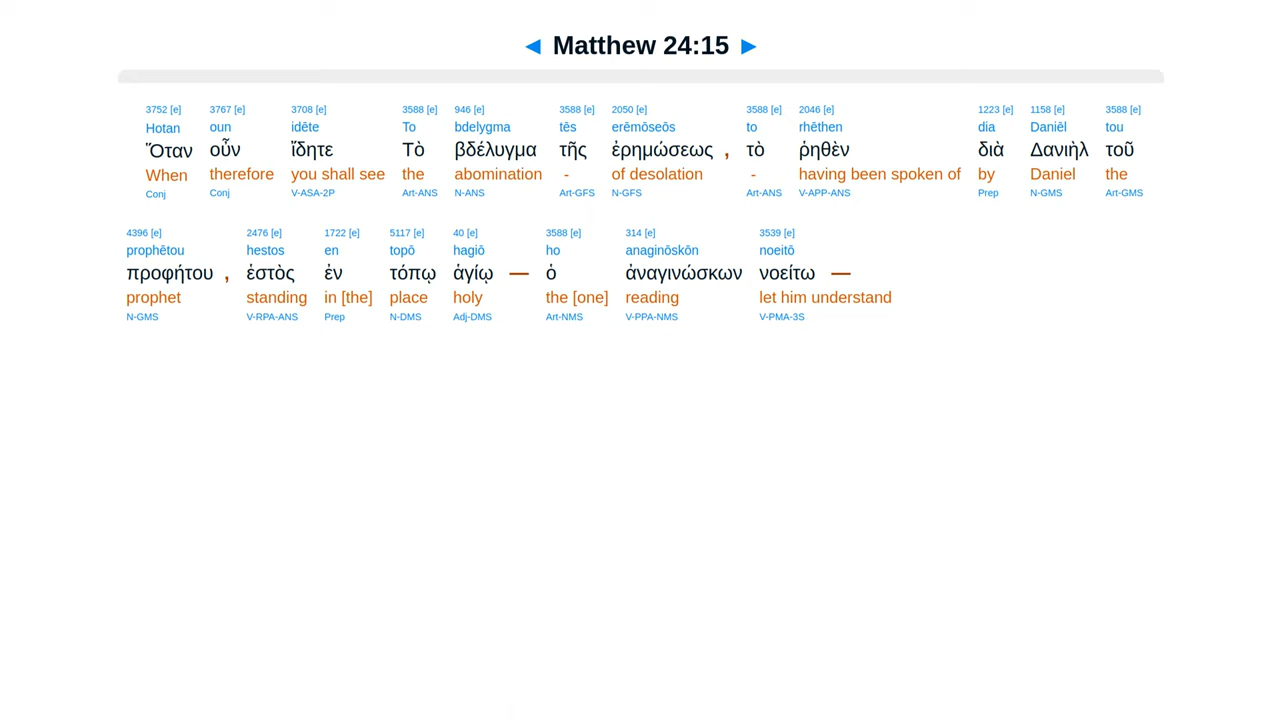 ◄ Matthew 24:15 ►
3752 [e] 3767 [e] 3708 [e] 3588 [e] 946 [e] 3588 [e] 2050 [e] 3588 [e] 2046 [e] 1223 [e] 1158 [e] 3588 [e]
Hotan oun idēte To bdelygma tēs erēmōseōs to rhēthen dia Daniēl tou
Ὅταν οὖν ἴδητε Τὸ βδέλυγμα τῆς ἐρημώσεως , τὸ ῥηθὲν διὰ Δανιὴλ τοῦ
When therefore you shall see the abomination - of desolation - having been spoken of by Daniel the
Conj Conj V-ASA-2P Art-ANS N-ANS Art-GFS N-GFS Art-ANS V-APP-ANS Prep N-GMS Art-GMS
4396 [e] 2476 [e] 1722 [e] 5117 [e] 40 [e] 3588 [e] 314 [e] 3539 [e]
prophētou hestos en topō hagiō ho anaginōskōn noeitō
προφήτου , ἑστὸς ἐν τόπῳ ἁγίῳ — ὁ ἀναγινώσκων νοείτω —
prophet standing in [the] place holy the [one] reading let him understand
N-GMS V-RPA-ANS Prep N-DMS Adj-DMS Art-NMS V-PPA-NMS V-PMA-3S